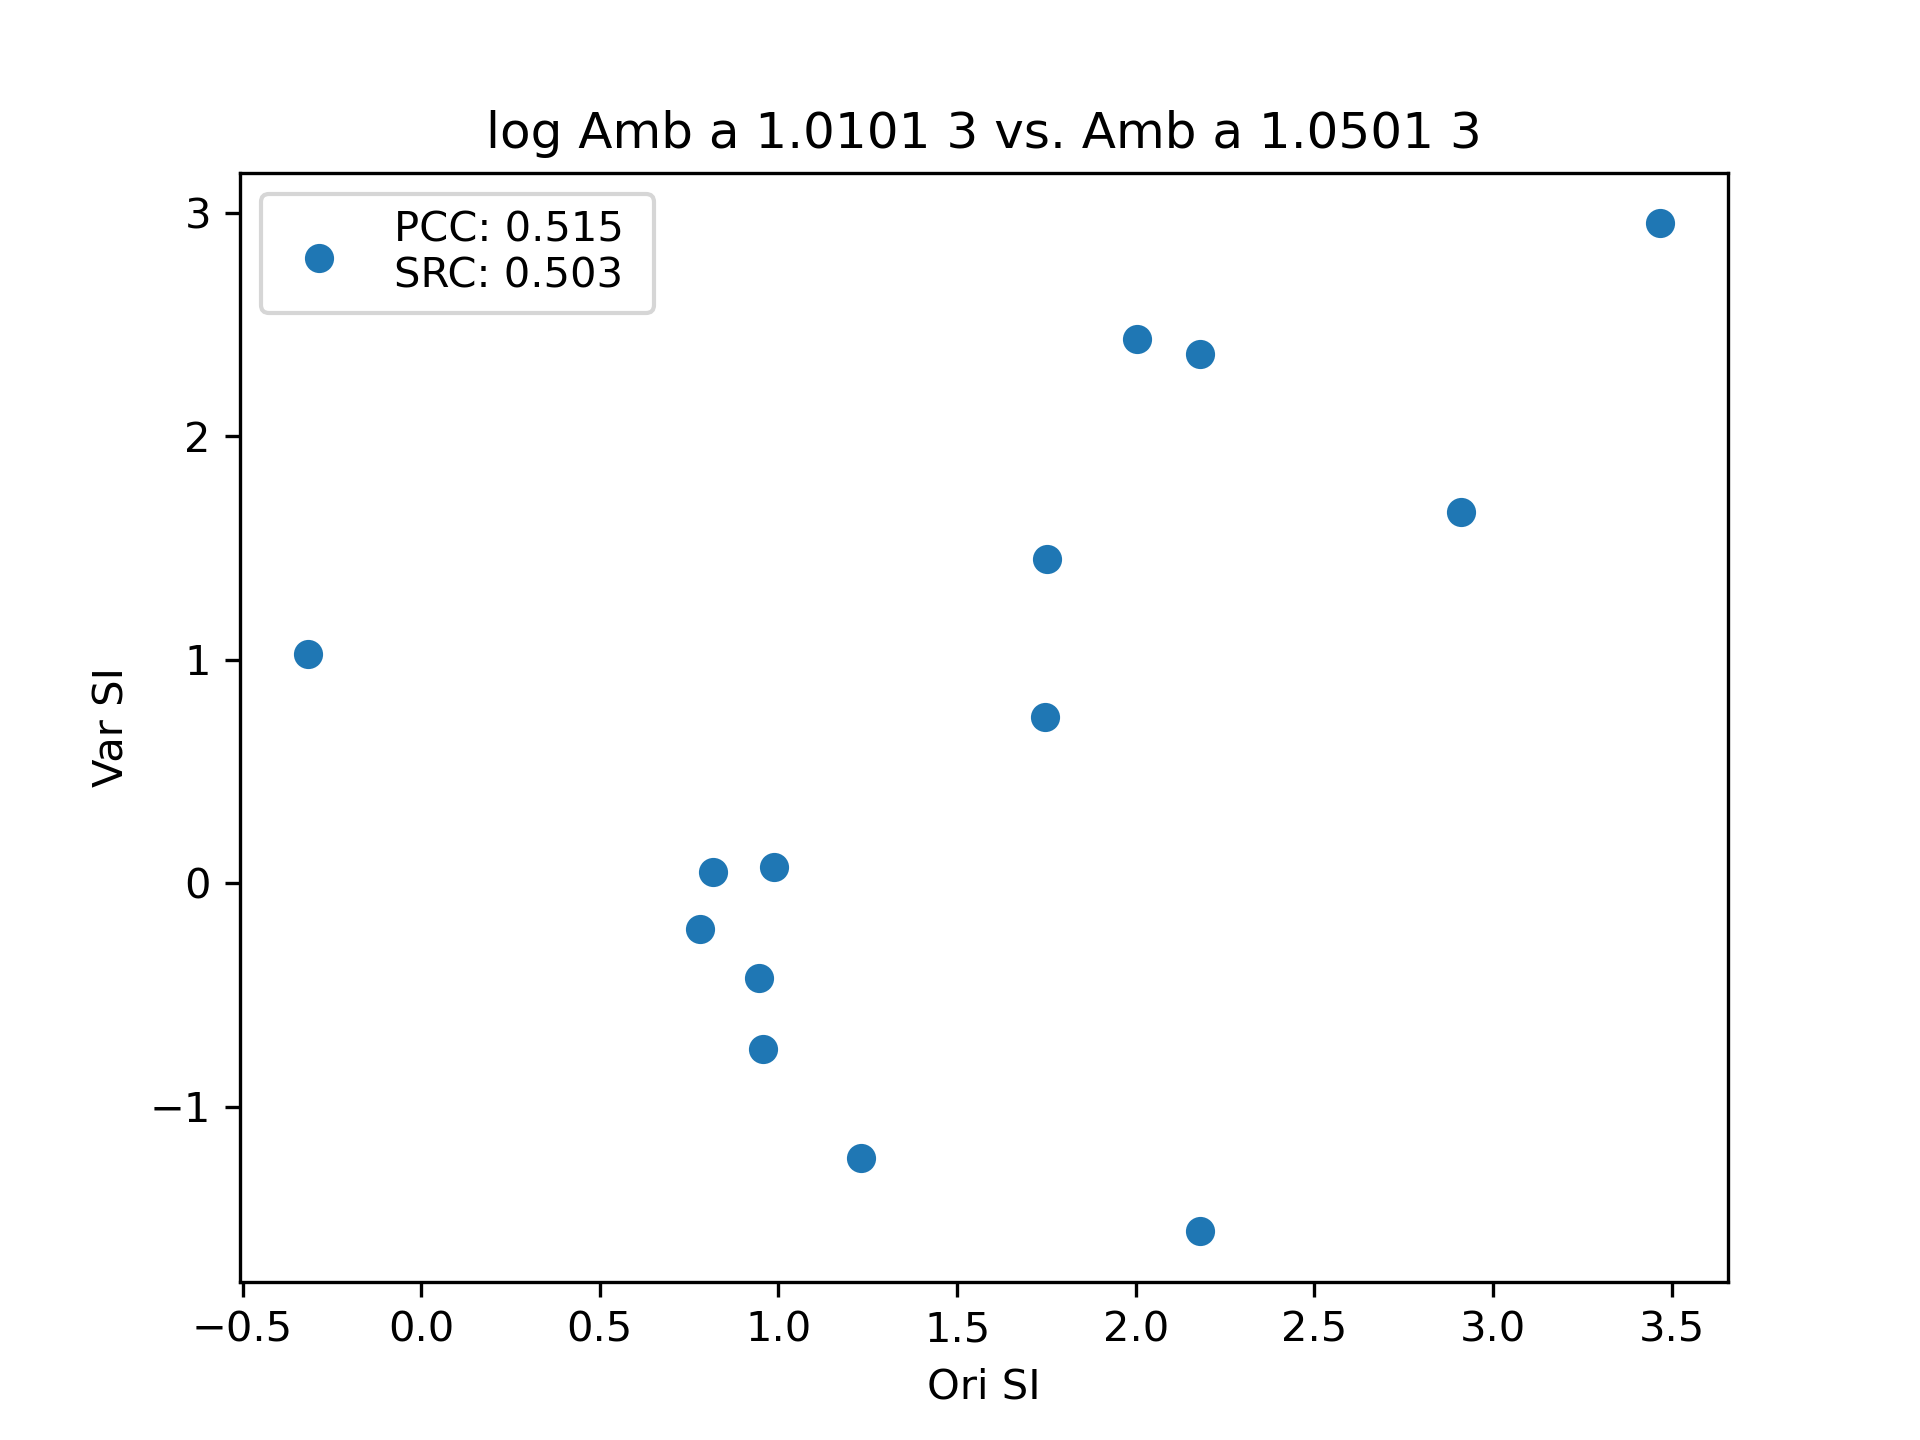 log Amb a 1.0101 3 vs. Amb a 1.0501 3
PCC: 0.515
SRC: 0.503
3
2
1
0
−1
Var SI
−0.5 0.0 0.5 1.0 1.5 2.0 2.5 3.0 3.5
Ori SI